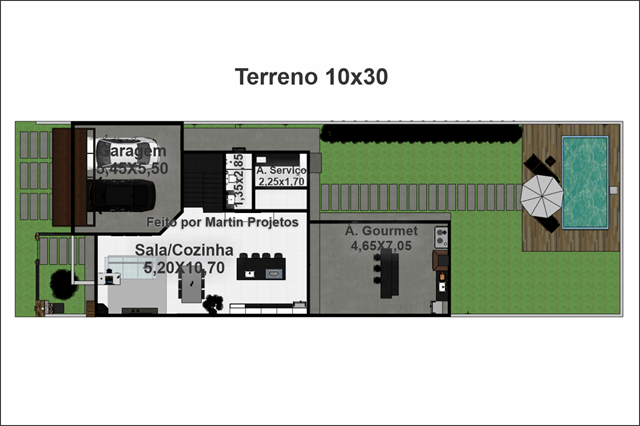 Terreno 10x30
Garagem
5,45X5,50
1,35x2,85
A. Serviço
2,25x1,70
Feito por Martin Projetos
Sala/Cozinha
5,20X10,70
A. Gourmet
4,65X7,05